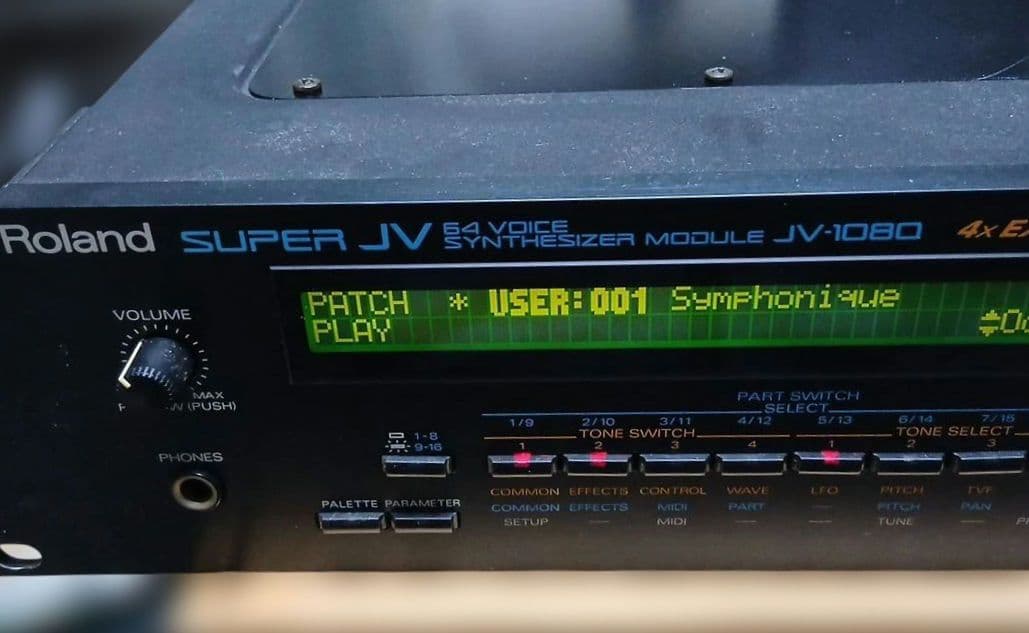 Roland SUPER JV 64 VOICE
SYNTHESIZER MODULE JV-1080 4x
PATCH * USER:001 Symphonique
PLAY
VOLUME
MAX
(PUSH)
PHONES
PART SWITCH
SELECT
1/9 2/10 3/11 4/12 5/13 6/14 7/15
TONE SWITCH TONE SELECT
1 2 3 4 1 2 3
1-8
9-16
PALETTE PARAMETER
COMMON EFFECTS CONTROL WAVE LFO PITCH TVF
COMMON EFFECTS MIDI PART PITCH PAN
SETUP MIDI TUNE